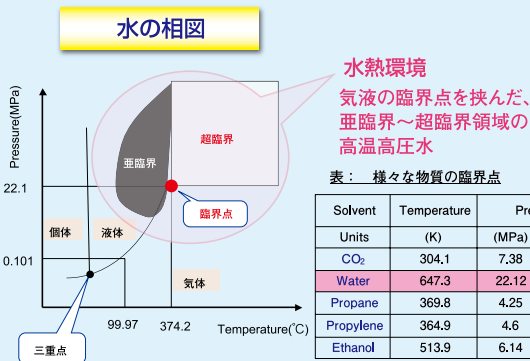 水の相図
Pressure(MPa)
22.1
0.101
亜臨界
超臨界
臨界点
個体
液体
気体
三重点
99.97
374.2
Temperature(℃)
水熱環境
気液の臨界点を挟んだ、
亜臨界～超臨界領域の
高温高圧水
表： 様々な物質の臨界点
Solvent Temperature Pre
Units (K) (MPa)
CO₂ 304.1 7.38
Water 647.3 22.12
Propane 369.8 4.25
Propylene 364.9 4.6
Ethanol 513.9 6.14